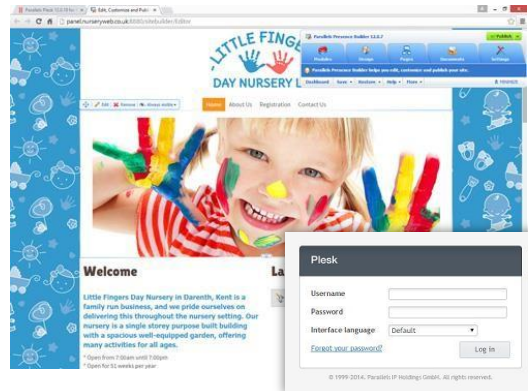 Parallels Plesk 12.0.18 for
Edit, Customize and Publi
panel.nurseryweb.co.uk
LITTLE FINGE
DAY NURSERY L
Parallels Presence Builder 12.0.7
Publish
Modules
Design
Pages
Documents
Settings
Parallels Presence Builder helps you edit, customize and publish your site.
Dashboard Save Restore Help More
Edit Remove Always visible
Home About Us Registration Contact Us
Welcome
La
Little Fingers Day Nursery in Darenth, Kent is a
family run business, and we pride ourselves on
delivering this throughout the nursery setting. Our
nursery is a single storey purpose built building
with a spacious well-equipped garden, offering
many activities for all ages.
* Open from 7:00am until 7:00pm
* Open for 51 weeks per year
Plesk
Username
Password
Interface language Default
Forgot your password?
Log in
© 1999-2014. Parallels IP Holdings GmbH. All rights reserved.